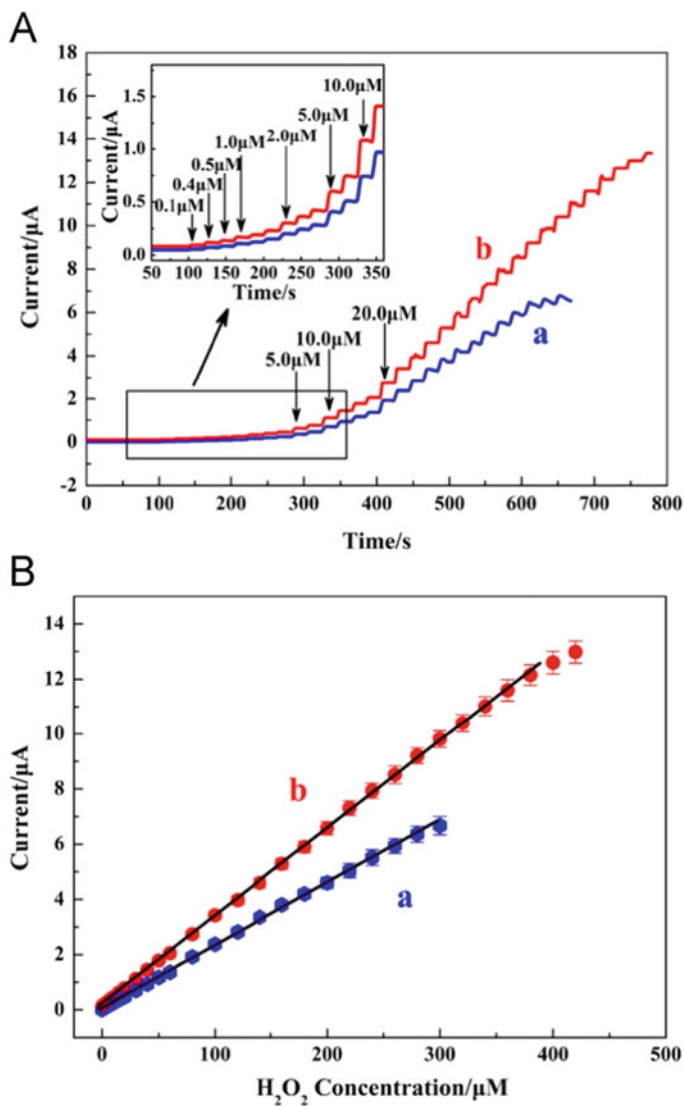 A
18
16
14
12
10
8
6
4
2
0
-2
Current/μA
0 100 200 300 400 500 600 700 800
Time/s
1.5
1.0
0.5
0.0
Current/μA
50 100 150 200 250 300 350
Time/s
0.1μM
0.4μM
0.5μM
1.0μM
2.0μM
5.0μM
10.0μM
5.0μM
10.0μM
20.0μM
b
a
B
14
12
10
8
6
4
2
0
Current/μA
b
a
0 100 200 300 400 500
H₂O₂ Concentration/μM